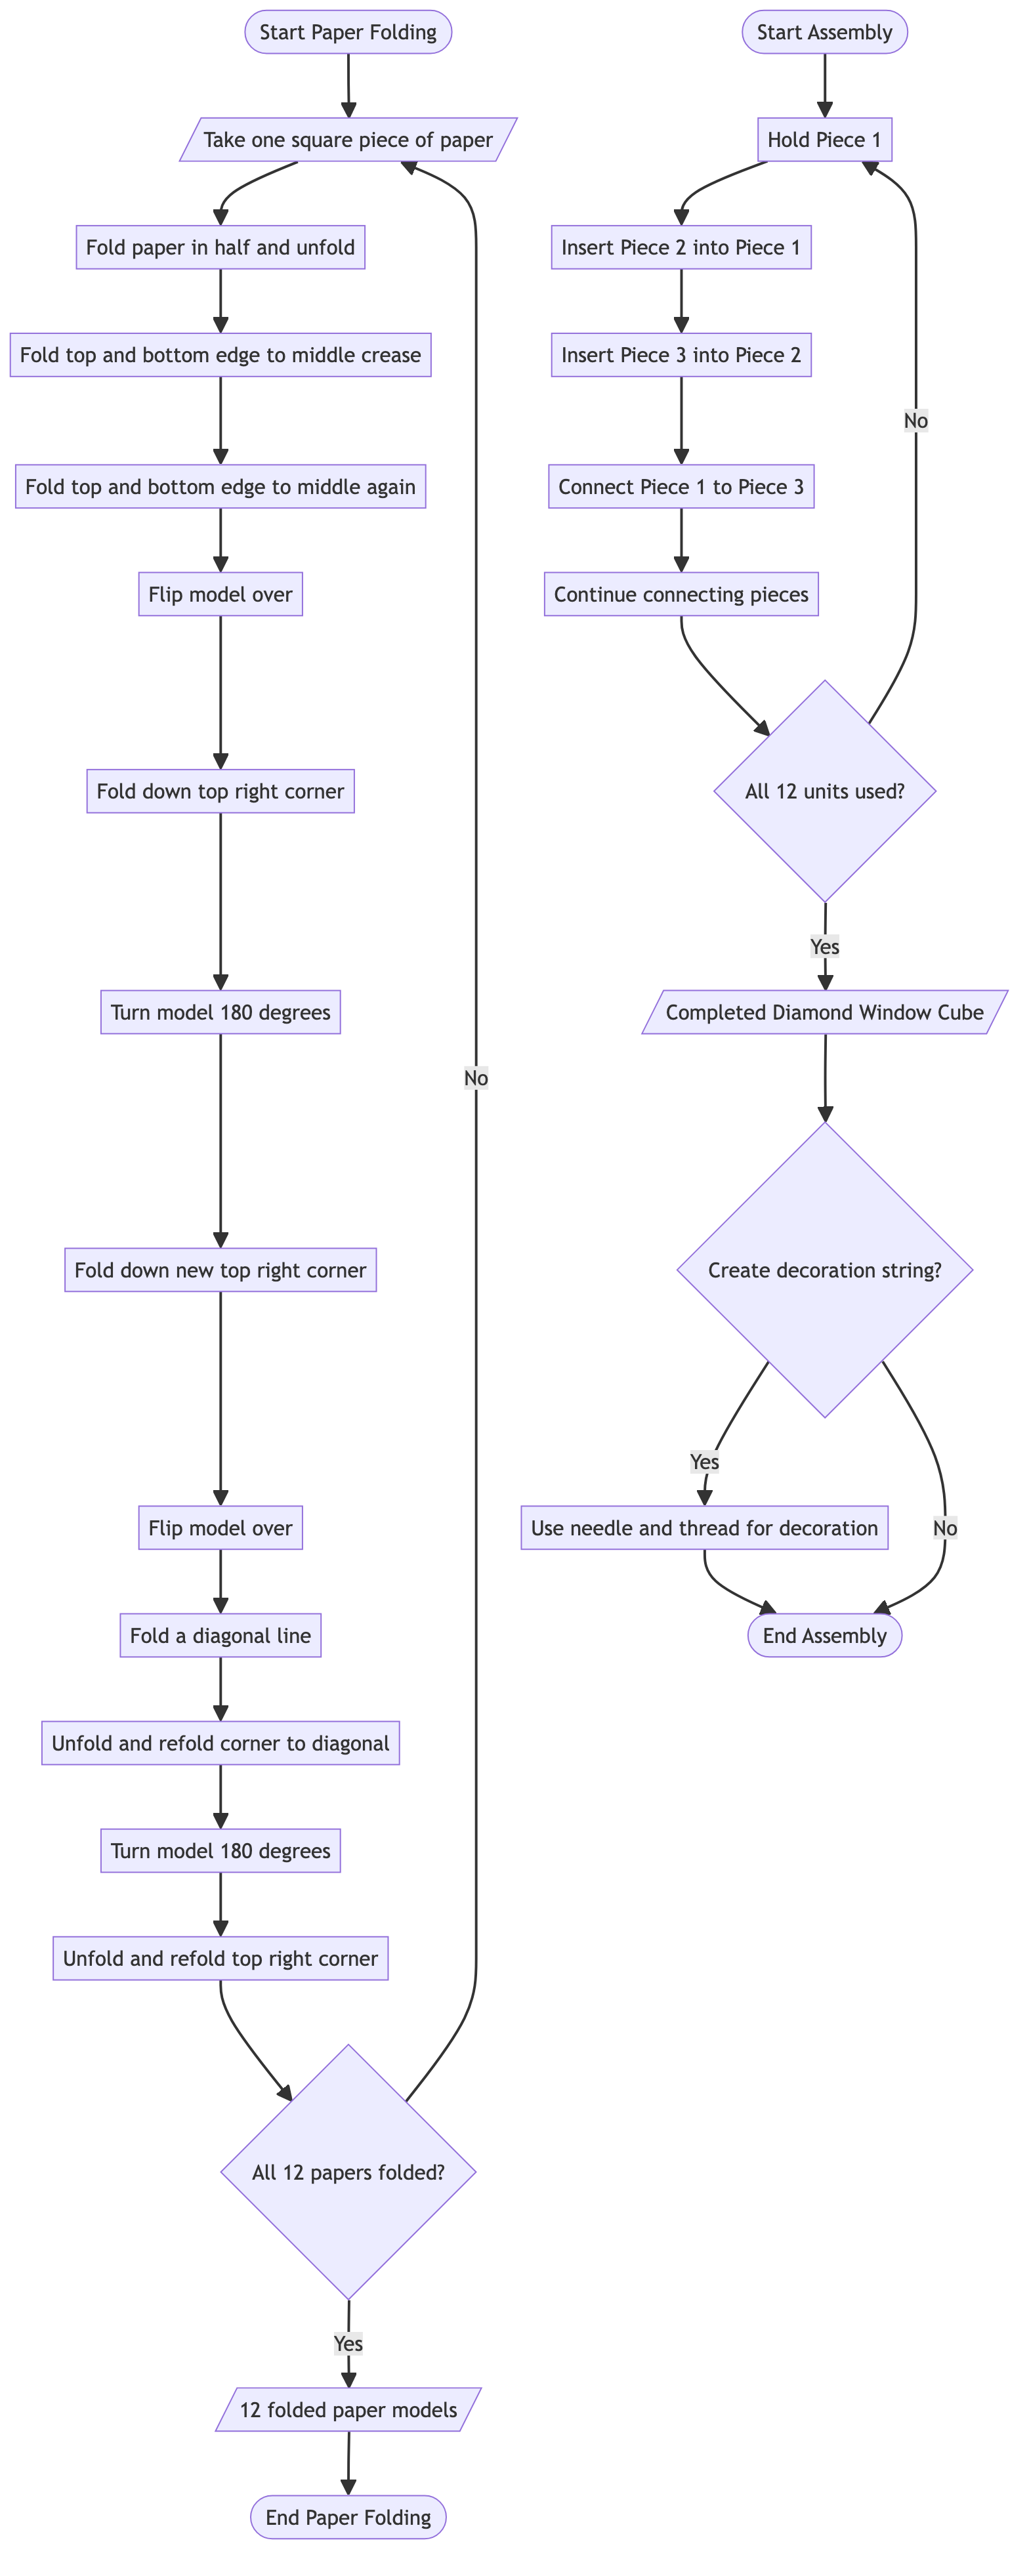 Start Paper Folding
Take one square piece of paper
Fold paper in half and unfold
Fold top and bottom edge to middle crease
Fold top and bottom edge to middle again
Flip model over
Fold down top right corner
Turn model 180 degrees
Fold down new top right corner
Flip model over
Fold a diagonal line
Unfold and refold corner to diagonal
Turn model 180 degrees
Unfold and refold top right corner
All 12 papers folded?
No
Yes
12 folded paper models
End Paper Folding
Start Assembly
Hold Piece 1
Insert Piece 2 into Piece 1
Insert Piece 3 into Piece 2
Connect Piece 1 to Piece 3
Continue connecting pieces
All 12 units used?
No
Yes
Completed Diamond Window Cube
Create decoration string?
Yes
Use needle and thread for decoration
No
End Assembly